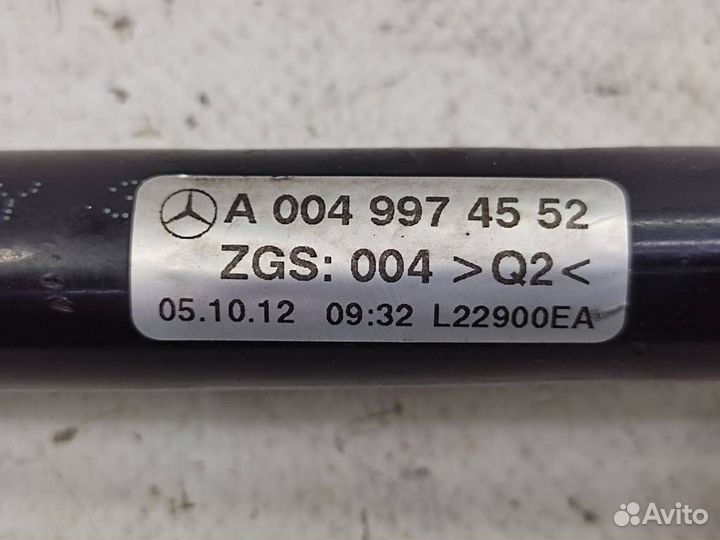 A 004 997 45 52
ZGS: 004 >Q2<
05.10.12 09:32 L22900EA
Avito